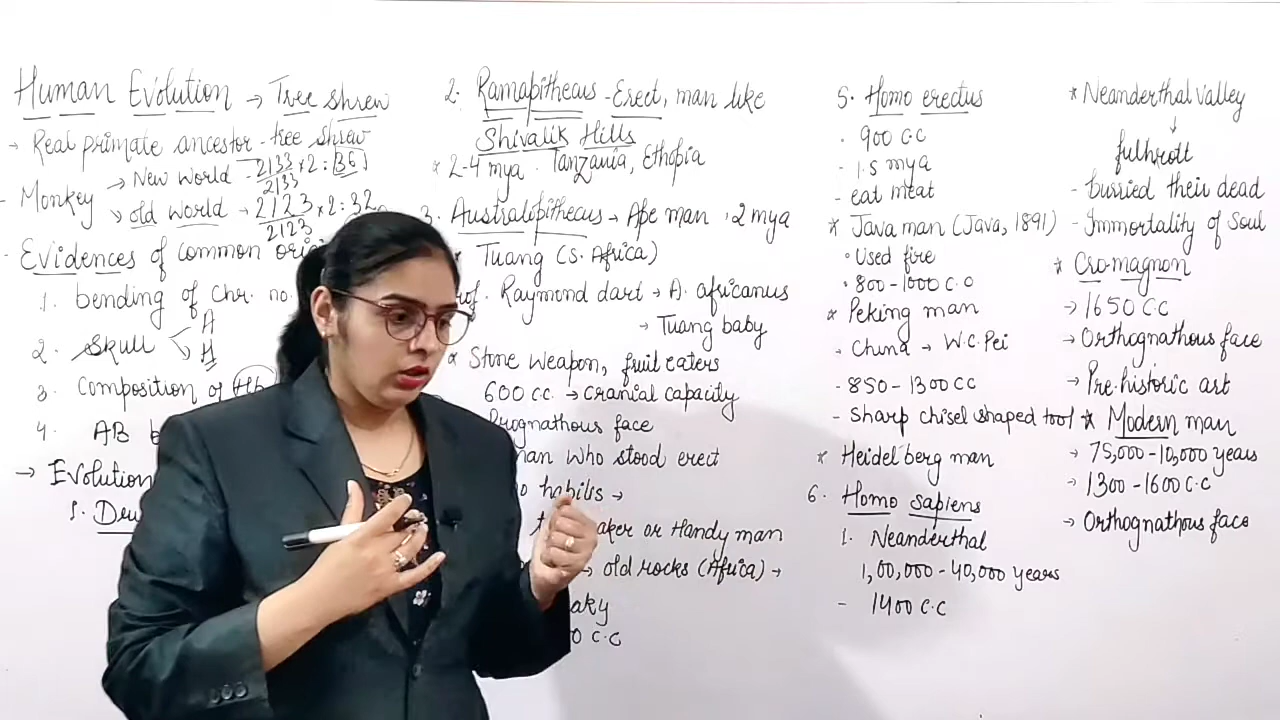 Human Evolution → Tree shrew
→ Real primate ancestor - tree shrew
- Monkey → New World - 2133/2133 x 2 : 36
→ old world → 2123/2123 x 2 : 32
- Evidences of common
1. bending of Chr. no.
2. Skull < A
H
3. Composition of Hb
4. AB
→ Evolution
1.
2. Ramapitheaus - Erect, man like
Shivalik Hills
* 2-4 mya . Tanzania, Ethopia
3. Australopitheaus → Ape man , 2 mya
* Tuang (S. Africa)
Raymond dart → A. africanus
→ Tuang baby
* Stone Weapon, fruit eaters
600 cc. → Cranial capacity
Prognathous face
man who stood erect
habilis →
or Handy man
→ old rocks (Africa) →
0 C.C
5. Homo erectus
. 900 CC
- 1.5 mya
- eat meat
* Java man (Java, 1891)
• Used fire
• 800-1000 C.C
* Peking man
- China → W.C. Pei
- 850 - 1300 CC
- Sharp chisel shaped tool
* Heidelberg man
6. Homo sapiens
1. Neanderthal
1,00,000 - 40,000 years
- 1400 C.C
* Neanderthal valley
↓
fulhrott
- burried their dead
- Immortality of Soul
* Cro-magnon
→ 1650 C.C
→ Orthognathous face
→ Pre-historic art
* Modern man
→ 75,000-10,000 years
→ 1300 - 1600 C.C
→ Orthognathous face